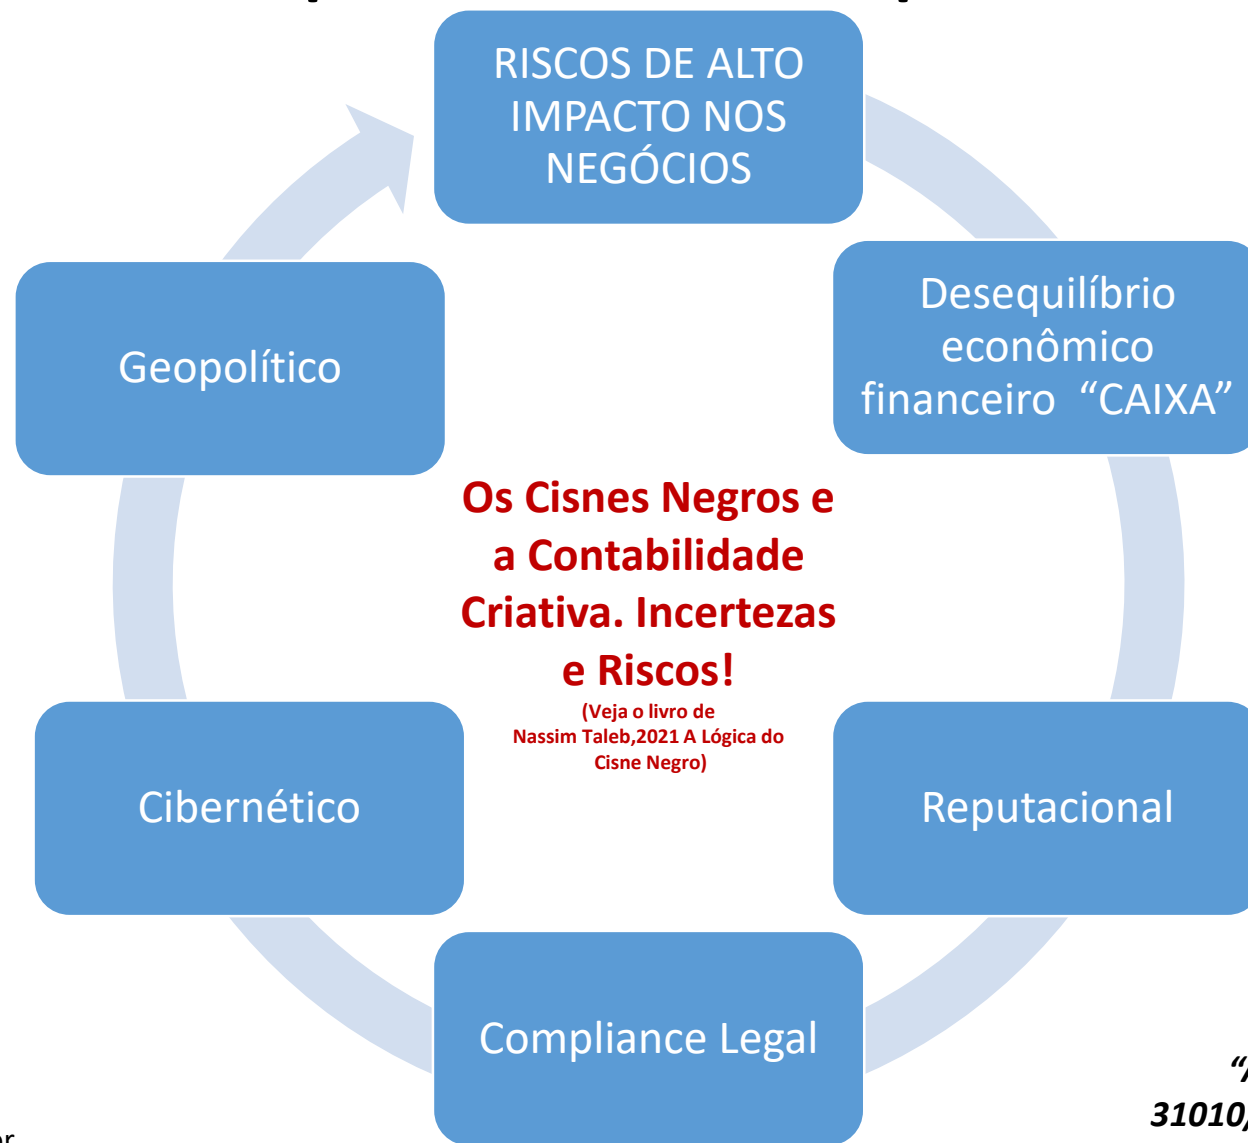 RISCOS DE ALTO
IMPACTO NOS
NEGÓCIOS
Desequilíbrio
econômico
financeiro “CAIXA”
Geopolítico
Os Cisnes Negros e
a Contabilidade
Criativa. Incertezas
e Riscos!
(Veja o livro de
Nassim Taleb,2021 A Lógica do
Cisne Negro)
Cibernético
Reputacional
Compliance Legal
31010,